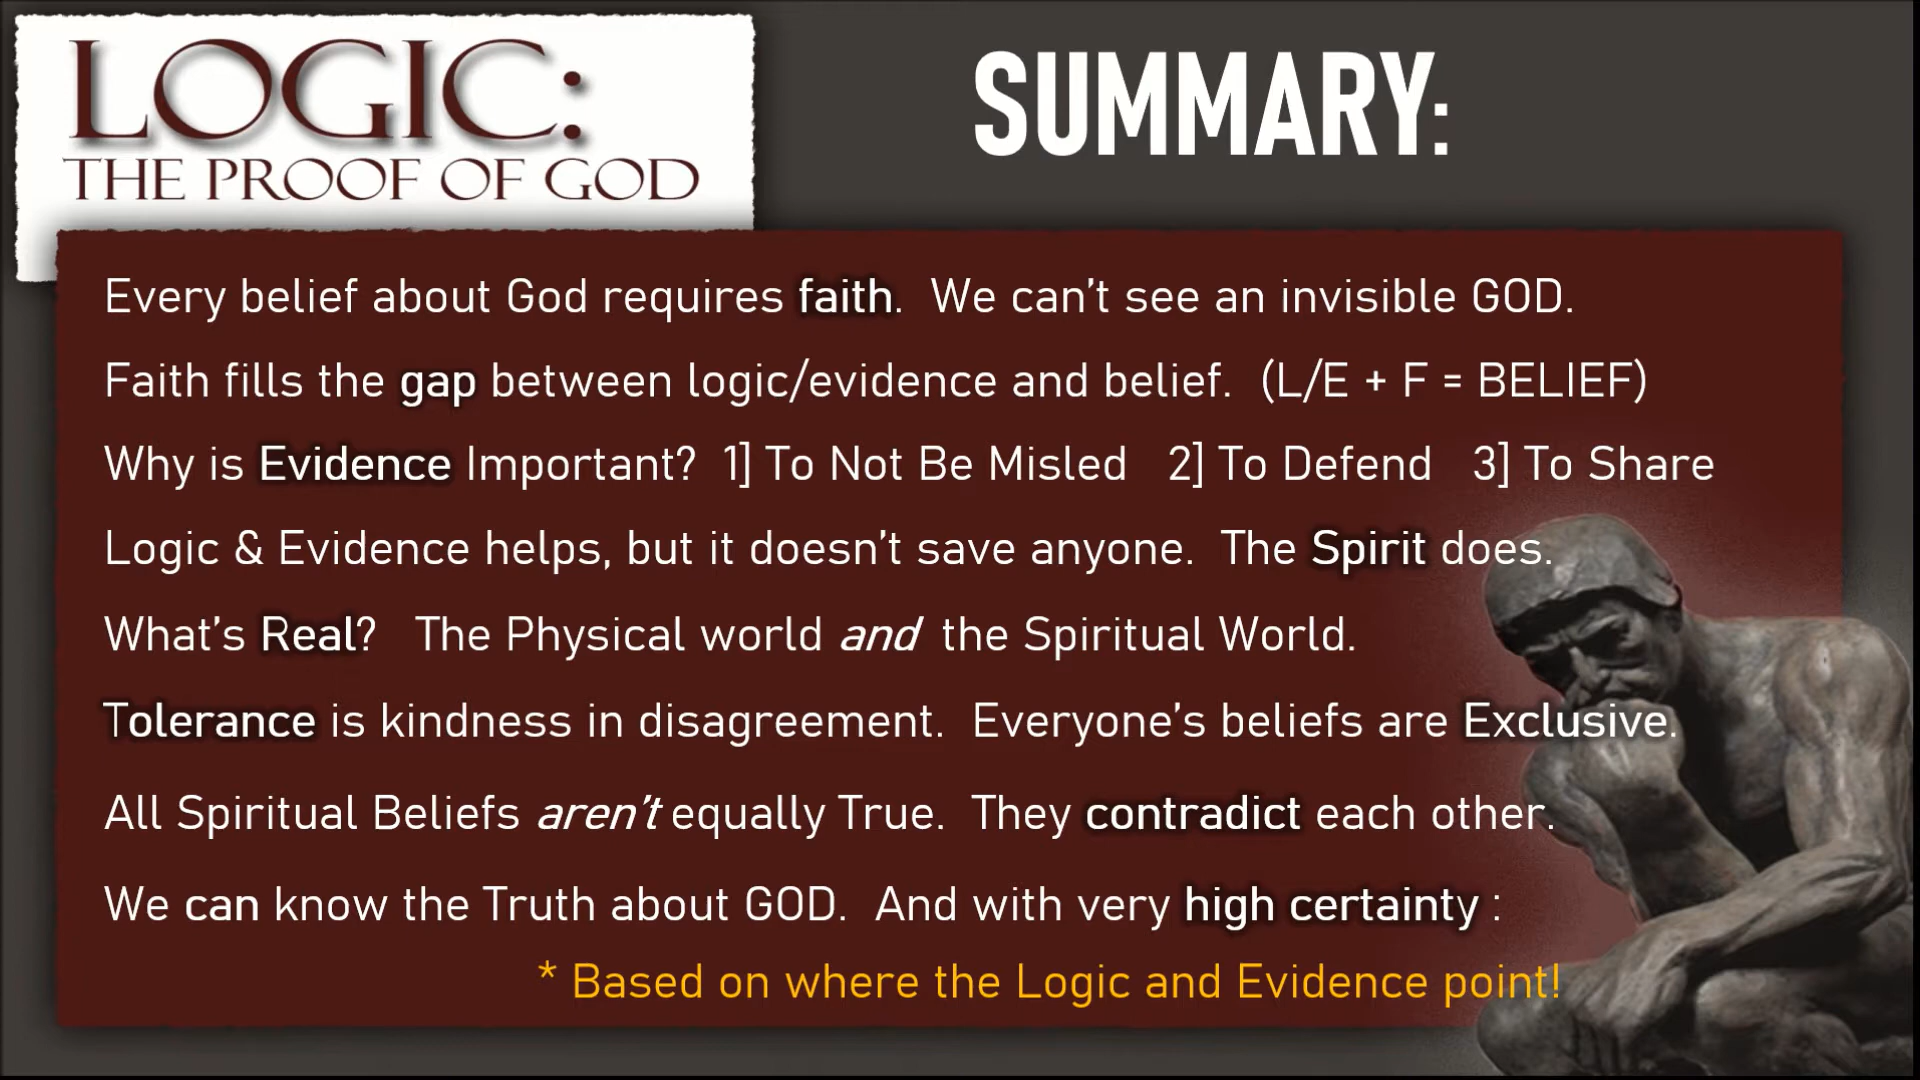 LOGIC:
THE PROOF OF GOD
SUMMARY:
Every belief about God requires faith. We can't see an invisible GOD.
Faith fills the gap between logic/evidence and belief. (L/E + F = BELIEF)
Why is Evidence Important? 1] To Not Be Misled 2] To Defend 3] To Share
Logic & Evidence helps, but it doesn't save anyone. The Spirit does.
What's Real? The Physical world and the Spiritual World.
Tolerance is kindness in disagreement. Everyone's beliefs are Exclusive.
All Spiritual Beliefs aren't equally True. They contradict each other.
We can know the Truth about GOD. And with very high certainty :
* Based on where the Logic and Evidence point!